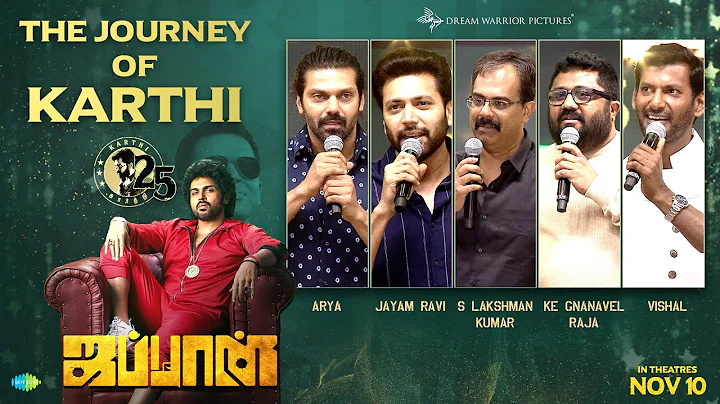 DREAM WARRIOR PICTURES
THE JOURNEY
OF
KARTHI
KARTHI
25
கார்த்தி
ஜப்பான்
ARYA
JAYAM RAVI
S LAKSHMAN
KUMAR
KE GNANAVEL
RAJA
VISHAL
IN THEATRES
NOV 10